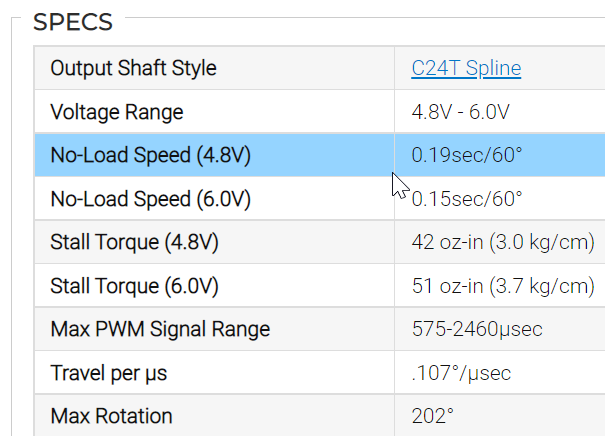 SPECS
Output Shaft Style C24T Spline
Voltage Range 4.8V - 6.0V
No-Load Speed (4.8V) 0.19sec/60°
No-Load Speed (6.0V) 0.15sec/60°
Stall Torque (4.8V) 42 oz-in (3.0 kg/cm)
Stall Torque (6.0V) 51 oz-in (3.7 kg/cm)
Max PWM Signal Range 575-2460μsec
Travel per μs .107°/μsec
Max Rotation 202°